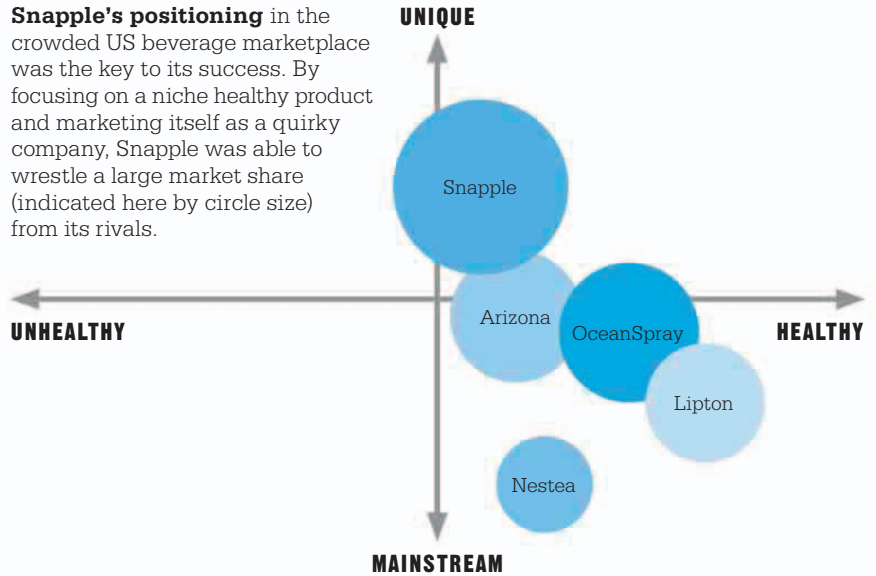 Snapple's positioning in the
crowded US beverage marketplace
was the key to its success. By
focusing on a niche healthy product
and marketing itself as a quirky
company, Snapple was able to
wrestle a large market share
(indicated here by circle size)
from its rivals.
UNIQUE
Snapple
Arizona
OceanSpray
UNHEALTHY
HEALTHY
Lipton
Nestea
MAINSTREAM